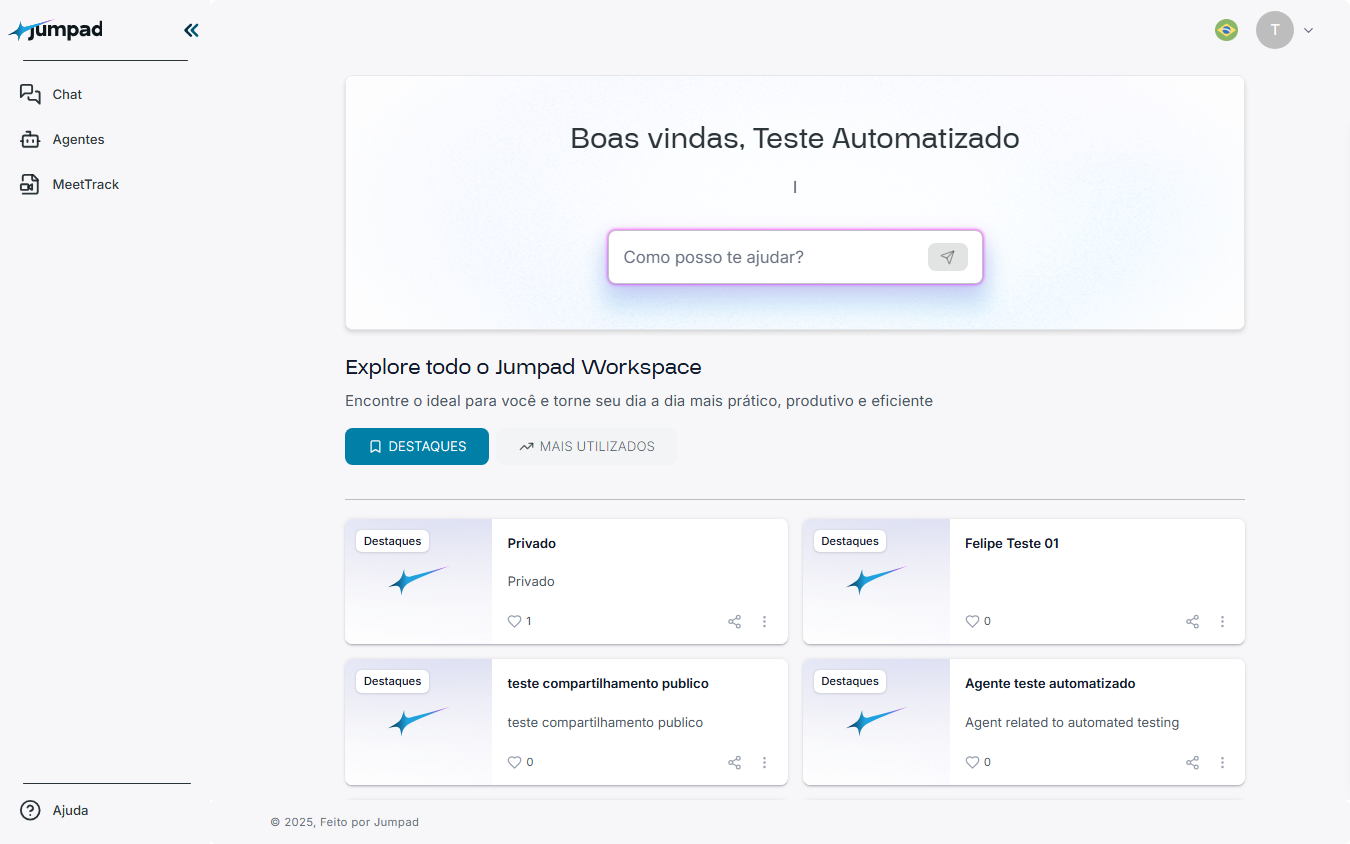 Jumpad
T
Chat
Agentes
MeetTrack
Boas vindas, Teste Automatizado
Como posso te ajudar?
Explore todo o Jumpad Workspace
Encontre o ideal para você e torne seu dia a dia mais prático, produtivo e eficiente
DESTAQUES
MAIS UTILIZADOS
Destaques
Privado
Privado
1
Destaques
Felipe Teste 01
0
Destaques
teste compartilhamento publico
teste compartilhamento publico
0
Destaques
Agente teste automatizado
Agent related to automated testing
0
Ajuda
© 2025, Feito por Jumpad